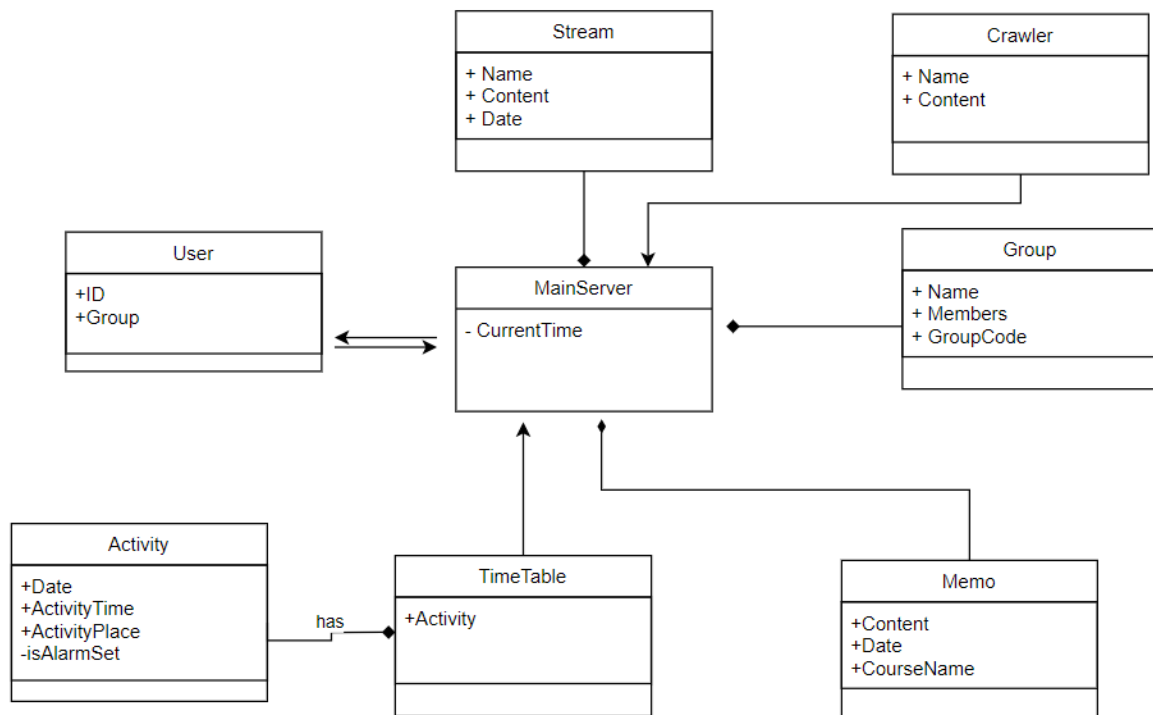 Stream
+ Name
+ Content
+ Date
Crawler
+ Name
+ Content
User
+ID
+Group
MainServer
- CurrentTime
Group
+ Name
+ Members
+ GroupCode
Activity
+Date
+ActivityTime
+ActivityPlace
-isAlarmSet
has
TimeTable
+Activity
Memo
+Content
+Date
+CourseName